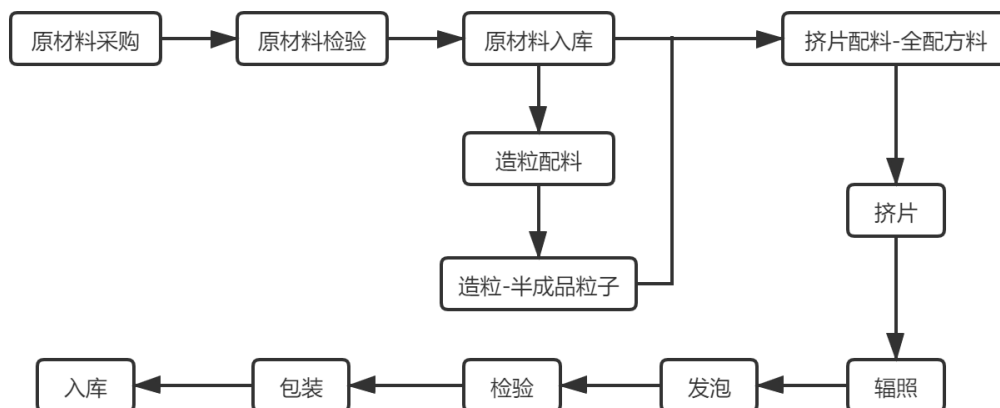 原材料采购
原材料检验
原材料入库
挤片配料-全配方料
造粒配料
挤片
造粒-半成品粒子
入库
包装
检验
发泡
辐照